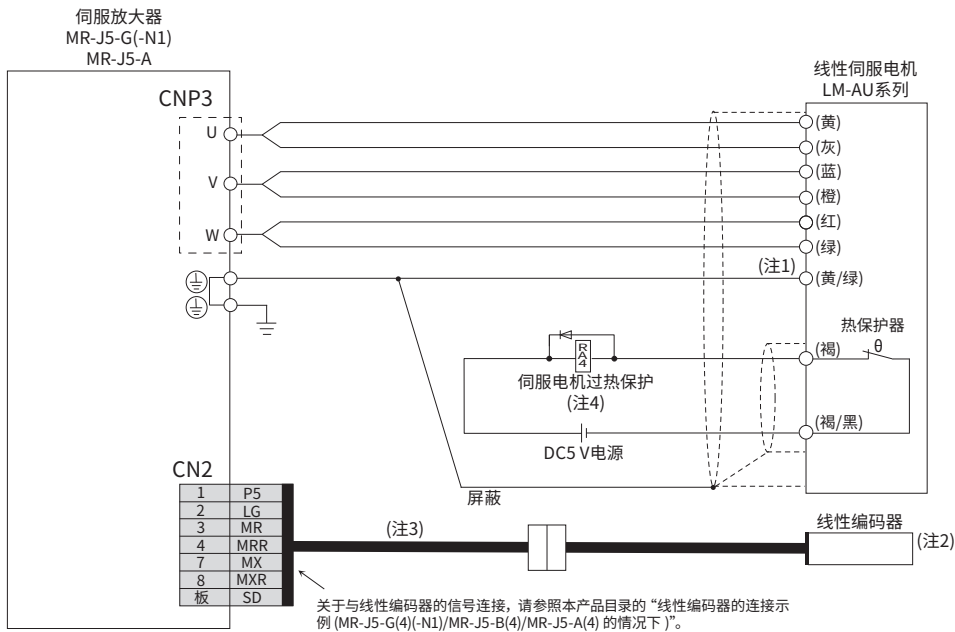 伺服放大器
MR-J5-G(-N1)
MR-J5-A
线性伺服电机
LM-AU系列
CNP3
U
V
W
(黄)
(灰)
(蓝)
(橙)
(红)
(绿)
(注1)
(黄/绿)
热保护器
θ
(褐)
RA4
伺服电机过热保护
(注4)
(褐/黑)
DC5 V电源
屏蔽
CN2
1 P5
2 LG
3 MR
4 MRR
7 MX
8 MXR
板 SD
(注3)
线性编码器
(注2)
关于与线性编码器的信号连接，请参照本产品目录的 “线性编码器的连接示
例 (MR-J5-G(4)(-N1)/MR-J5-B(4)/MR-J5-A(4) 的情况下 )”。